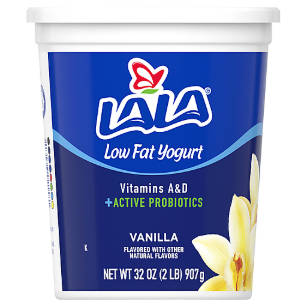 LALA®
Low Fat Yogurt
Vitamins A&D
+ACTIVE PROBIOTICS
VANILLA
FLAVORED WITH OTHER
NATURAL FLAVORS
K
NET WT 32 OZ (2 LB) 907g